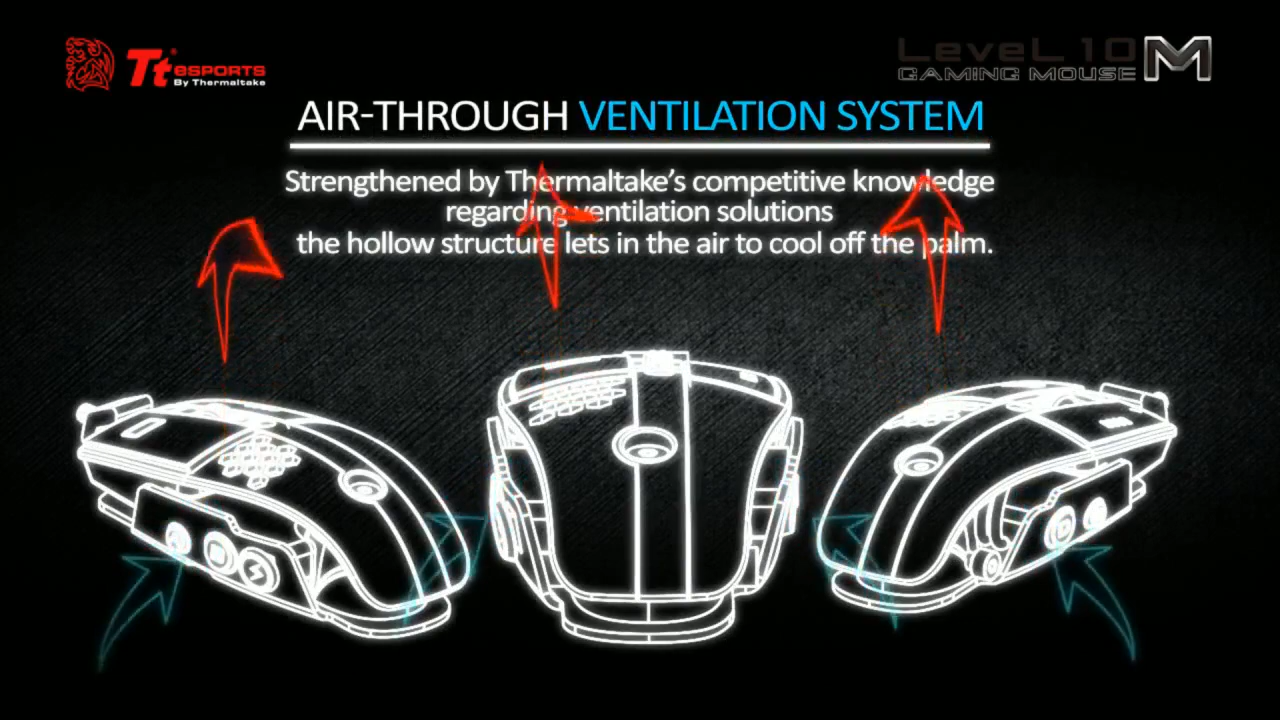 Tt eSPORTS
By Thermaltake
LeveL 10 M
GAMING MOUSE
AIR-THROUGH VENTILATION SYSTEM
Strengthened by Thermaltake's competitive knowledge
regarding ventilation solutions
the hollow structure lets in the air to cool off the palm.